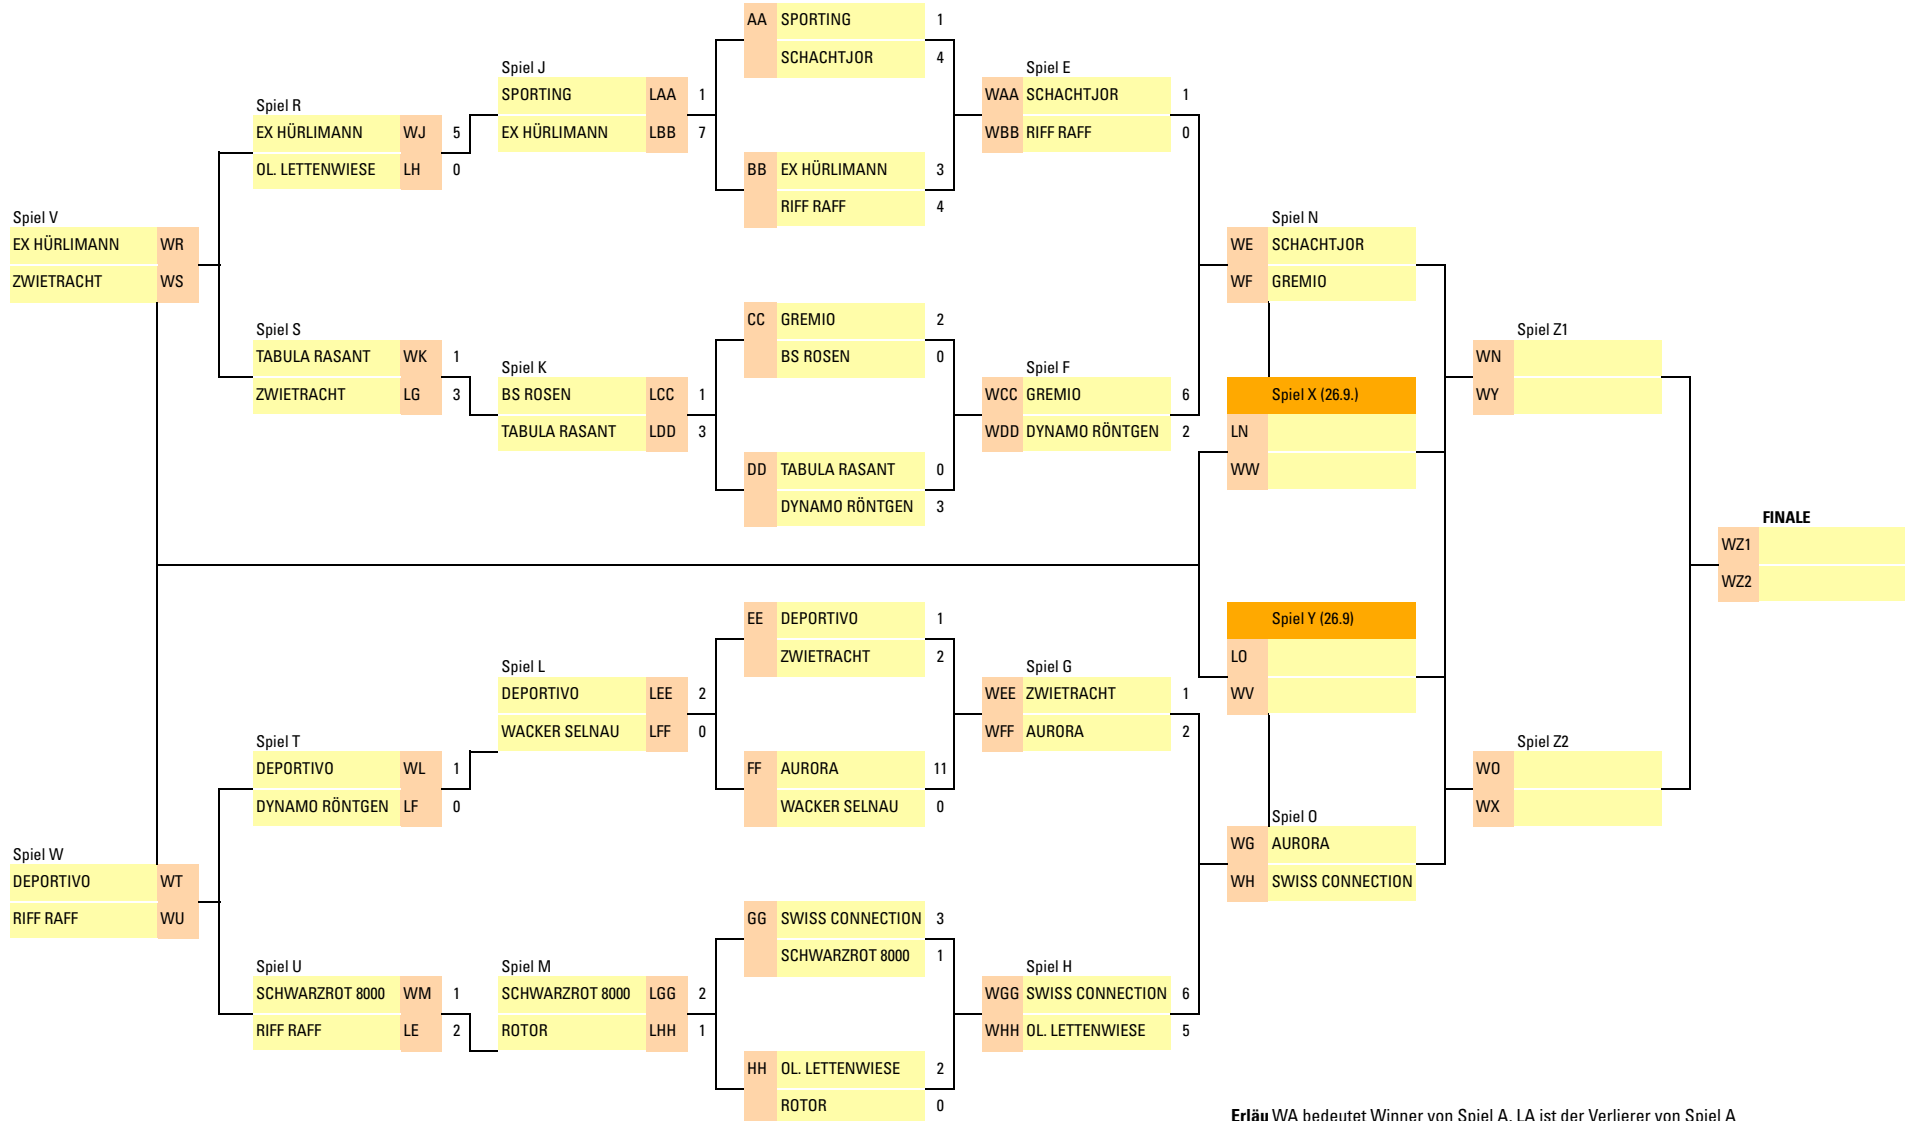 AA SPORTING 1
SCHACHTJOR 4
Spiel J
SPORTING LAA 1
EX HÜRLIMANN LBB 7
Spiel E
WAA SCHACHTJOR 1
WBB RIFF RAFF 0
Spiel R
EX HÜRLIMANN WJ 5
OL. LETTENWIESE LH 0
BB EX HÜRLIMANN 3
RIFF RAFF 4
Spiel V
EX HÜRLIMANN WR
ZWIETRACHT WS
Spiel N
WE SCHACHTJOR
WF GREMIO
CC GREMIO 2
BS ROSEN 0
Spiel S
TABULA RASANT WK 1
ZWIETRACHT LG 3
Spiel Z1
WN
WY
Spiel K
BS ROSEN LCC 1
TABULA RASANT LDD 3
Spiel F
WCC GREMIO 6
WDD DYNAMO RÖNTGEN 2
Spiel X (26.9.)
LN
WW
DD TABULA RASANT 0
DYNAMO RÖNTGEN 3
FINALE
WZ1
WZ2
EE DEPORTIVO 1
ZWIETRACHT 2
Spiel Y (26.9)
LO
WV
Spiel L
DEPORTIVO LEE 2
WACKER SELNAU LFF 0
Spiel G
WEE ZWIETRACHT 1
WFF AURORA 2
Spiel T
DEPORTIVO WL 1
DYNAMO RÖNTGEN LF 0
FF AURORA 11
WACKER SELNAU 0
Spiel Z2
WO
WX
Spiel O
WG AURORA
WH SWISS CONNECTION
Spiel W
DEPORTIVO WT
RIFF RAFF WU
GG SWISS CONNECTION 3
SCHWARZROT 8000 1
Spiel U
SCHWARZROT 8000 WM 1
RIFF RAFF LE 2
Spiel M
SCHWARZROT 8000 LGG 2
ROTOR LHH 1
Spiel H
WGG SWISS CONNECTION 6
WHH OL. LETTENWIESE 5
HH OL. LETTENWIESE 2
ROTOR 0
Erläu WA bedeutet Winner von Spiel A, LA ist der Verlierer von Spiel A